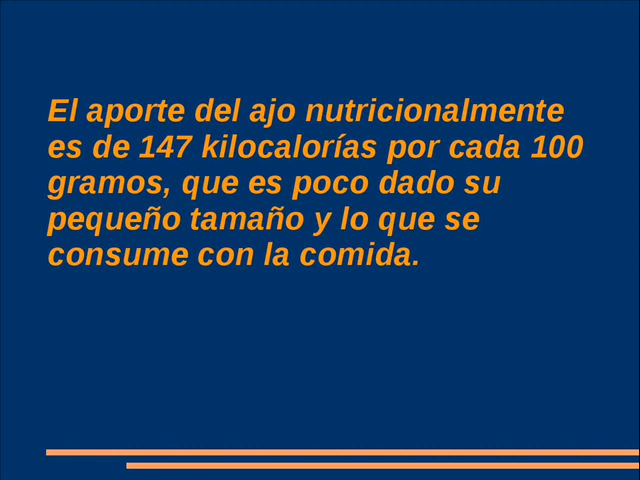 El aporte del ajo nutricionalmente
es de 147 kilocalorías por cada 100
gramos, que es poco dado su
pequeño tamaño y lo que se
consume con la comida.